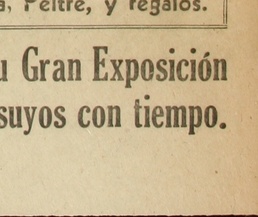 a, Peltre, y regalos.
u Gran Exposición
suyos con tiempo.